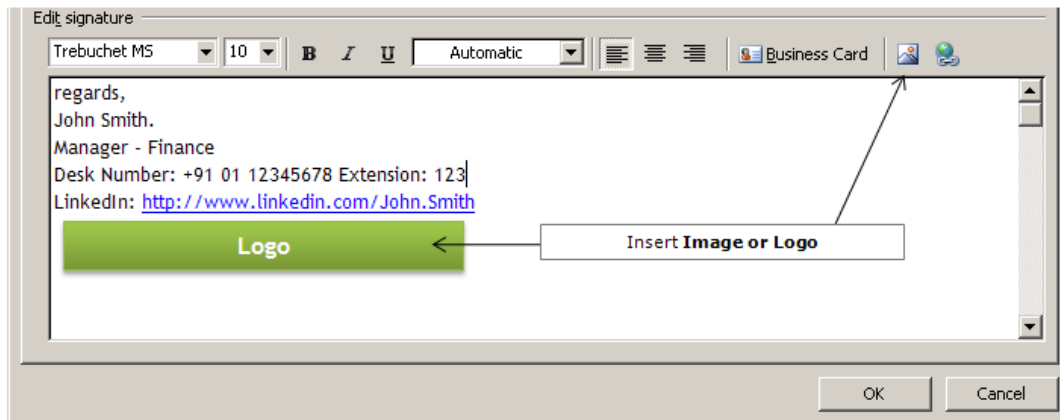 Edit signature
Trebuchet MS 10 B I U Automatic Business Card
regards,
John Smith.
Manager - Finance
Desk Number: +91 01 12345678 Extension: 123
LinkedIn: http://www.linkedin.com/John.Smith
Logo
Insert Image or Logo
OK Cancel